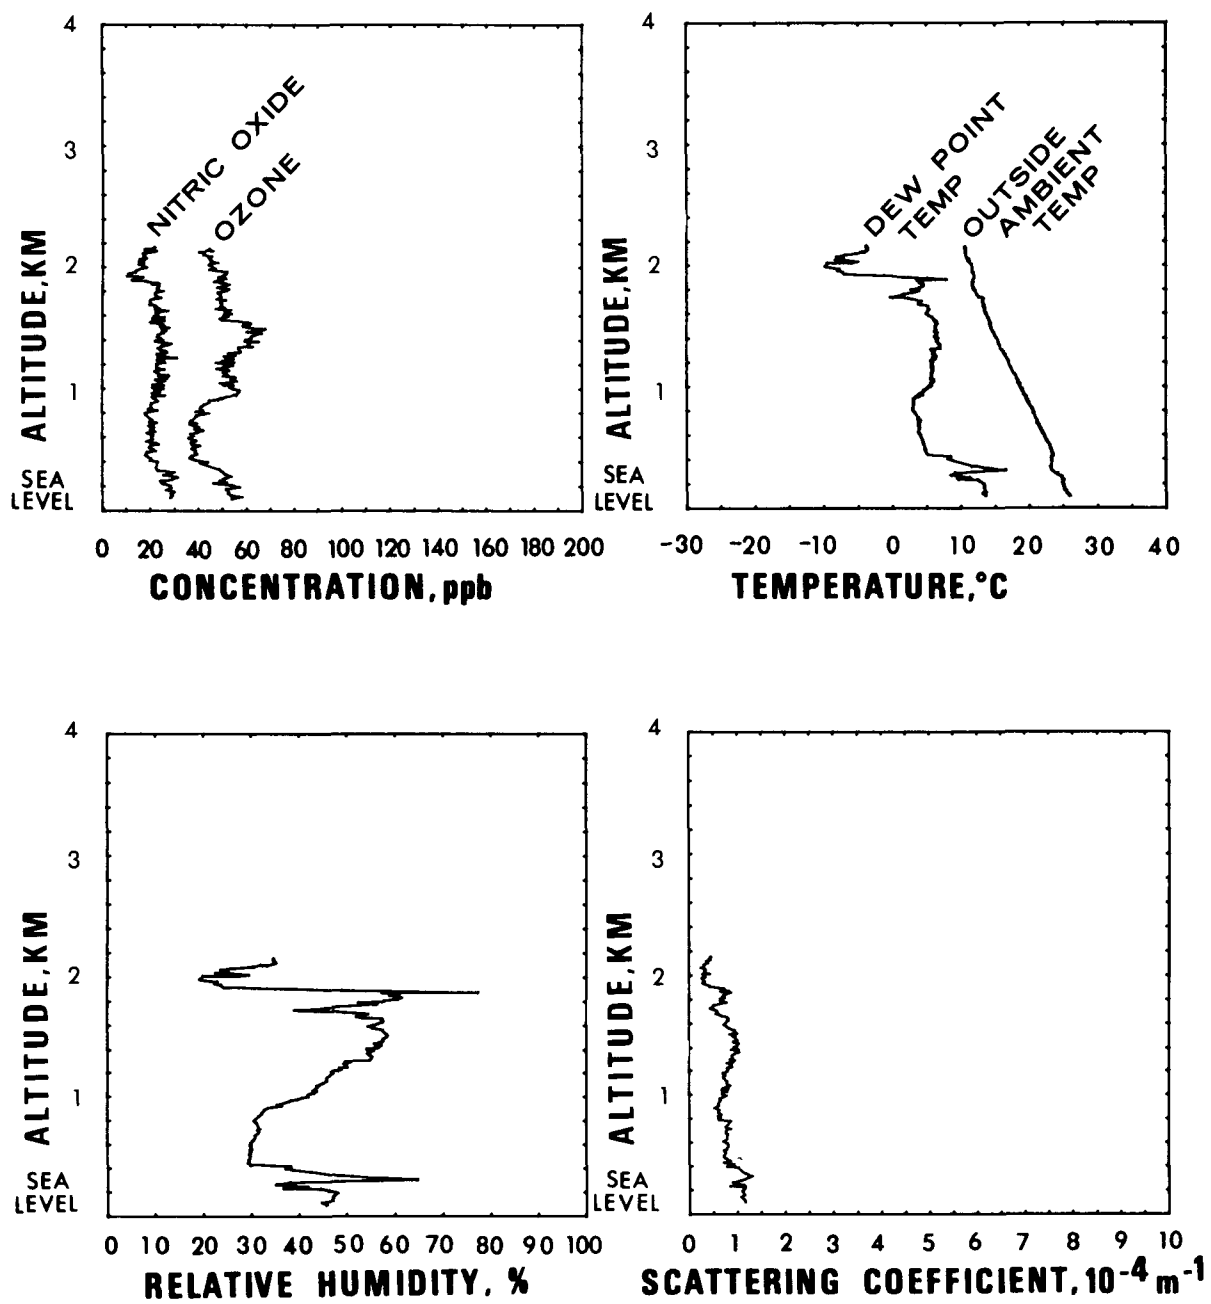 4
3
2
1
ALTITUDE, KM
SEA
LEVEL
NITRIC OXIDE
OZONE
0 20 40 60 80 100 120 140 160 180 200
CONCENTRATION, ppb
4
3
2
1
ALTITUDE, KM
SEA
LEVEL
DEW POINT
TEMP
OUTSIDE
AMBIENT
TEMP
-30 -20 -10 0 10 20 30 40
TEMPERATURE, °C
4
3
2
1
ALTITUDE, KM
SEA
LEVEL
0 10 20 30 40 50 60 70 80 90 100
RELATIVE HUMIDITY, %
4
3
2
1
ALTITUDE, KM
SEA
LEVEL
0 1 2 3 4 5 6 7 8 9 10
SCATTERING COEFFICIENT, 10⁻⁴ m⁻¹